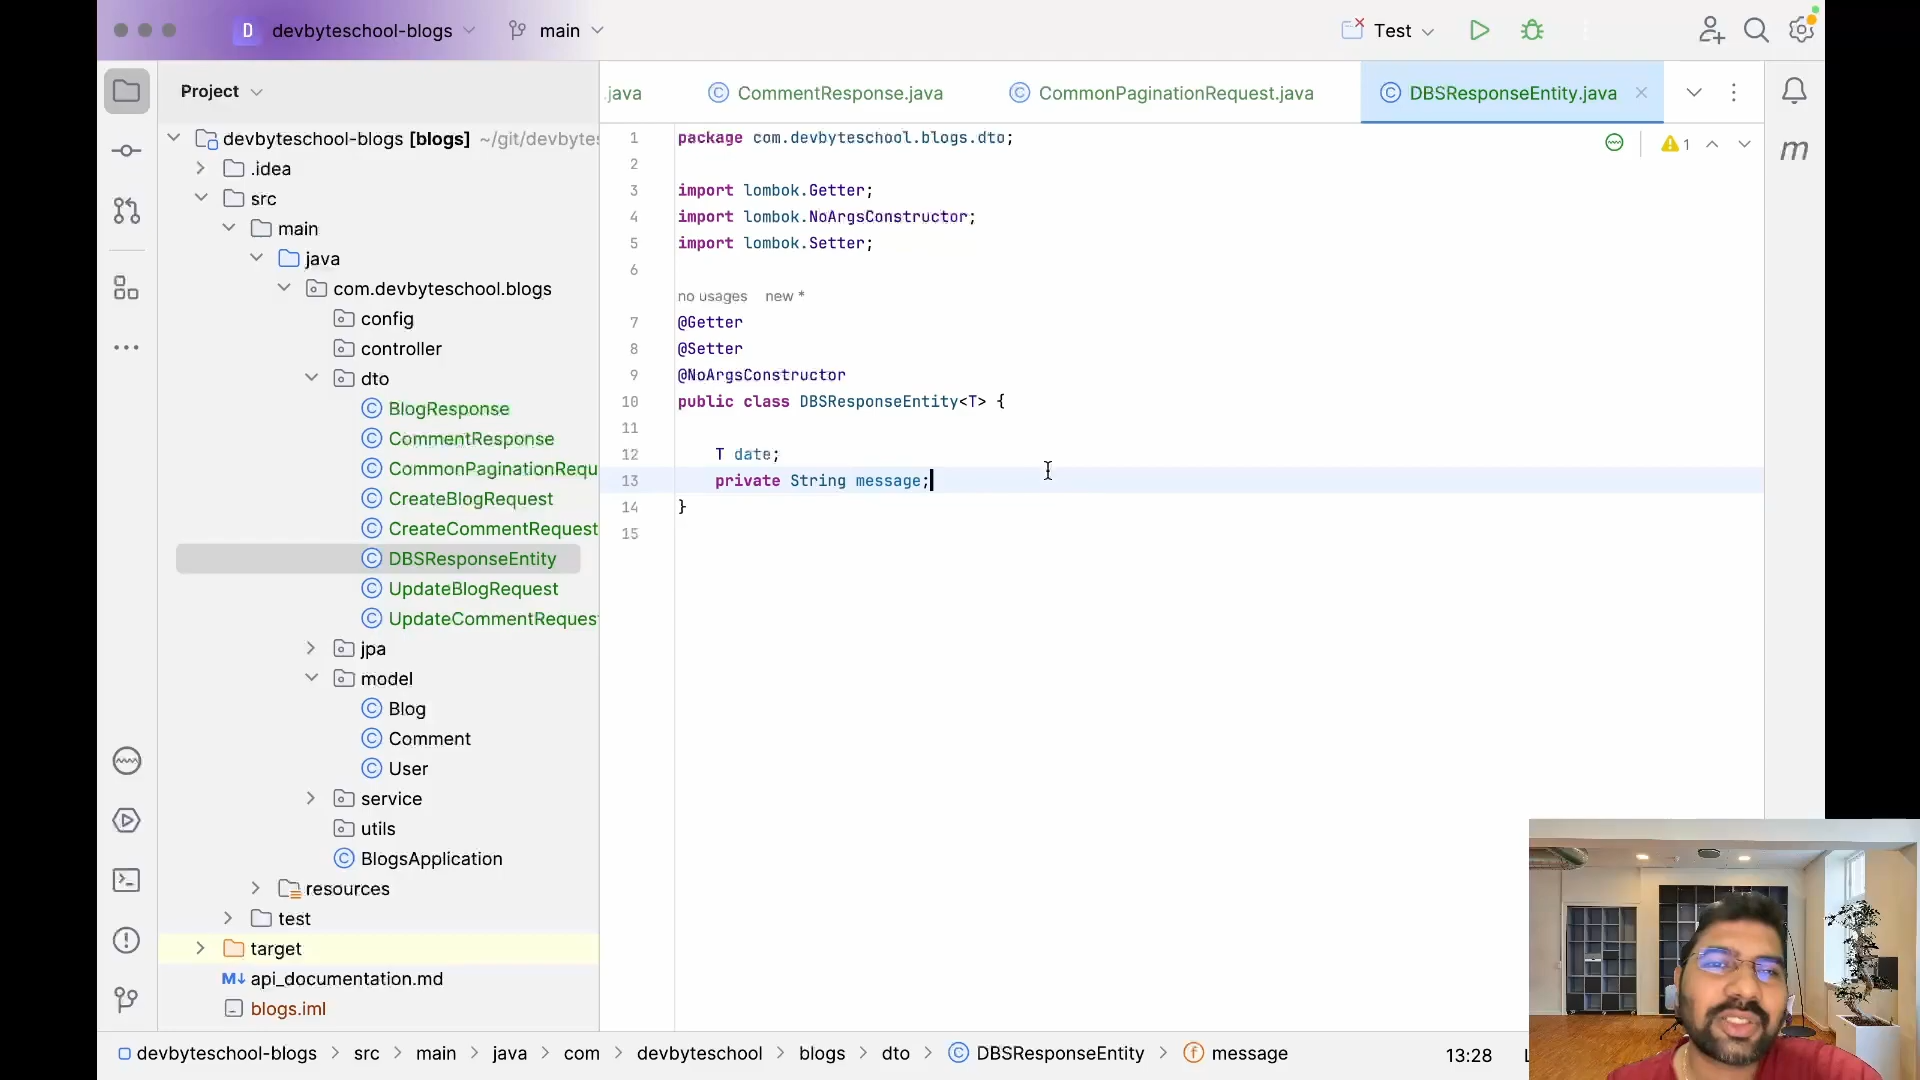 D devbyteschool-blogs main Test
Project
.java CommentResponse.java CommonPaginationRequest.java DBSResponseEntity.java
devbyteschool-blogs [blogs] ~/git/devbytes
.idea
src
main
java
com.devbyteschool.blogs
config
controller
dto
BlogResponse
CommentResponse
CommonPaginationRequ
CreateBlogRequest
CreateCommentRequest
DBSResponseEntity
UpdateBlogRequest
UpdateCommentRequest
jpa
model
Blog
Comment
User
service
utils
BlogsApplication
resources
test
target
M↓ api_documentation.md
blogs.iml
1 package com.devbyteschool.blogs.dto;
2
3 import lombok.Getter;
4 import lombok.NoArgsConstructor;
5 import lombok.Setter;
6
no usages new *
7 @Getter
8 @Setter
9 @NoArgsConstructor
10 public class DBSResponseEntity<T> {
11
12 T date;
13 private String message;
14 }
15
1
m
devbyteschool-blogs > src > main > java > com > devbyteschool > blogs > dto > DBSResponseEntity > message 13:28